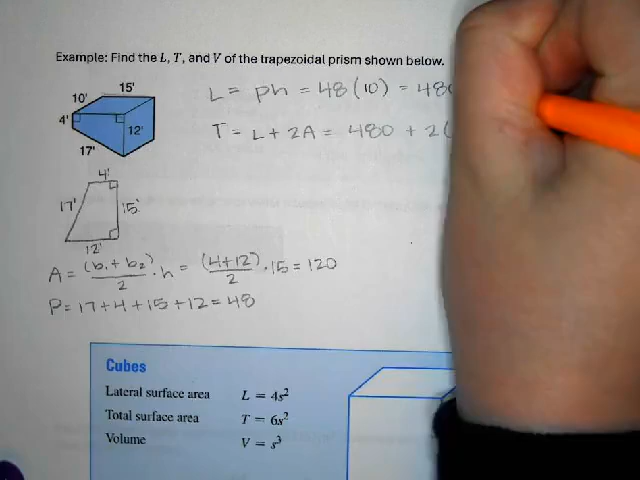 Example: Find the L, T, and V of the trapezoidal prism shown below.
15'
10'
4'
12'
17'
L = ph = 48(10) = 48
T = L + 2A = 480 + 2(
4'
17'
15'
12'
A = (b₁ + b₂)/2 · h = (4+12)/2 · 15 = 120
P = 17 + 4 + 15 + 12 = 48
Cubes
Lateral surface area L = 4s²
Total surface area T = 6s²
Volume V = s³